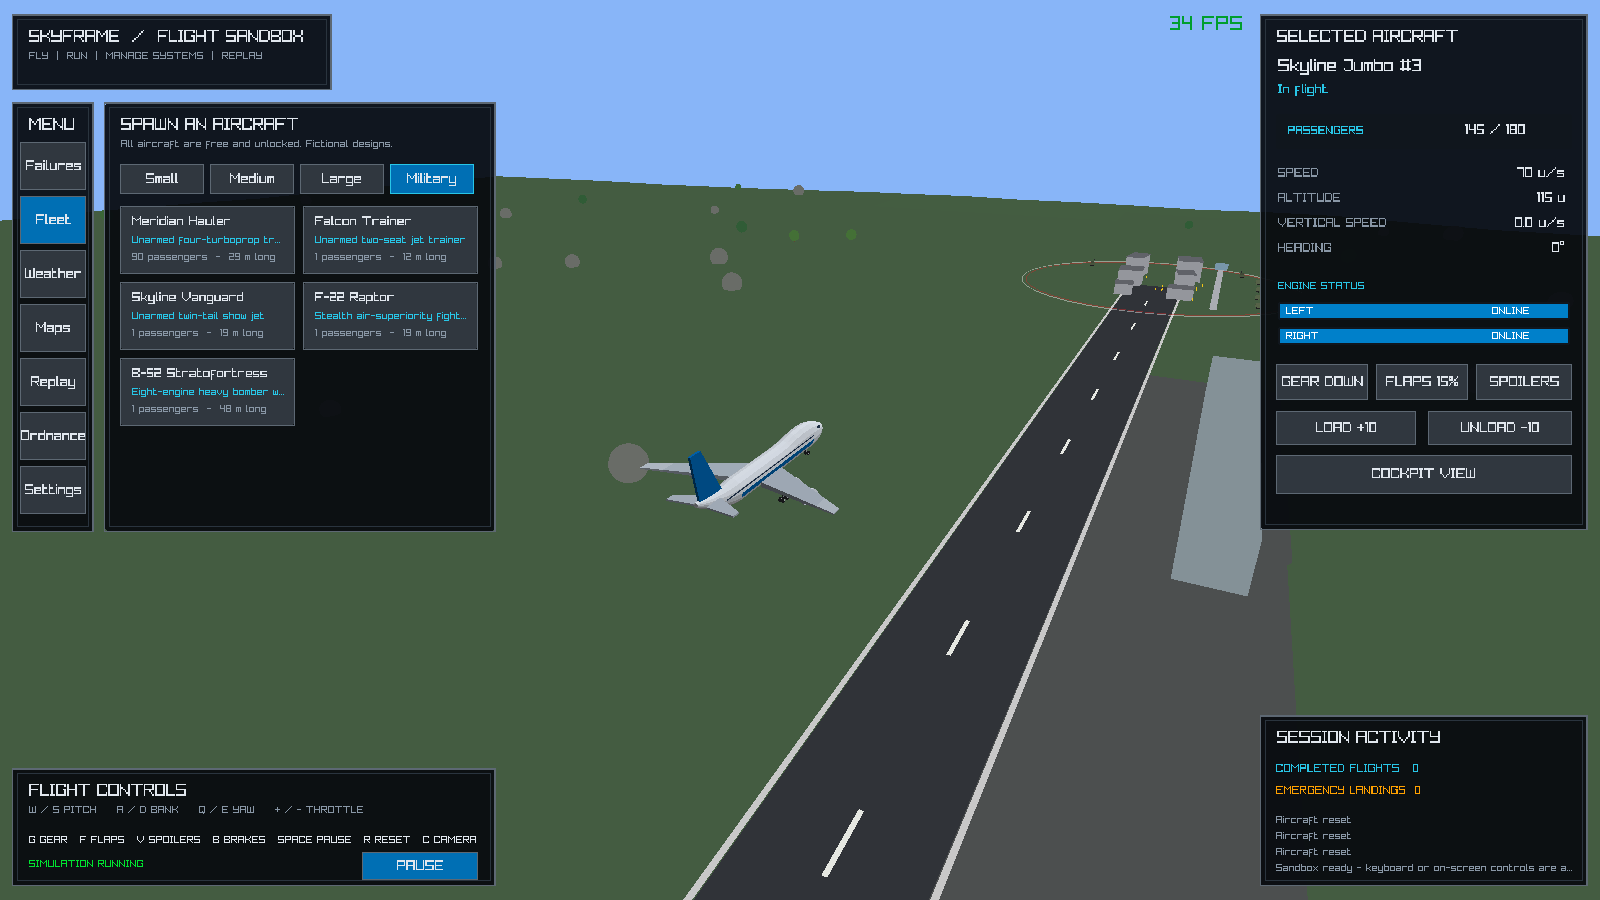 SKYFRAME / FLIGHT SANDBOX
FLY | RUN | MANAGE SYSTEMS | REPLAY
34 FPS
MENU
Failures
Fleet
Weather
Maps
Replay
Ordnance
Settings
SPAWN AN AIRCRAFT
All aircraft are free and unlocked. Fictional designs.
Small Medium Large Military
Meridian Hauler
Unarmed four-turboprop tr...
90 passengers - 29 m long
Falcon Trainer
Unarmed two-seat jet trainer
1 passengers - 12 m long
Skyline Vanguard
Unarmed twin-tail show jet
1 passengers - 19 m long
F-22 Raptor
Stealth air-superiority fight...
1 passengers - 19 m long
B-52 Stratofortress
Eight-engine heavy bomber w...
1 passengers - 48 m long
SELECTED AIRCRAFT
Skyline Jumbo #3
In flight
PASSENGERS 145 / 180
SPEED 70 u/s
ALTITUDE 115 u
VERTICAL SPEED 0.0 u/s
HEADING 0°
ENGINE STATUS
LEFT ONLINE
RIGHT ONLINE
GEAR DOWN FLAPS 15% SPOILERS
LOAD +10 UNLOAD -10
COCKPIT VIEW
FLIGHT CONTROLS
W / S PITCH A / D BANK Q / E YAW + / - THROTTLE
G GEAR F FLAPS V SPOILERS B BRAKES SPACE PAUSE R RESET C CAMERA
SIMULATION RUNNING
PAUSE
SESSION ACTIVITY
COMPLETED FLIGHTS 0
EMERGENCY LANDINGS 0
Aircraft reset
Aircraft reset
Aircraft reset
Sandbox ready - keyboard or on-screen controls are a...